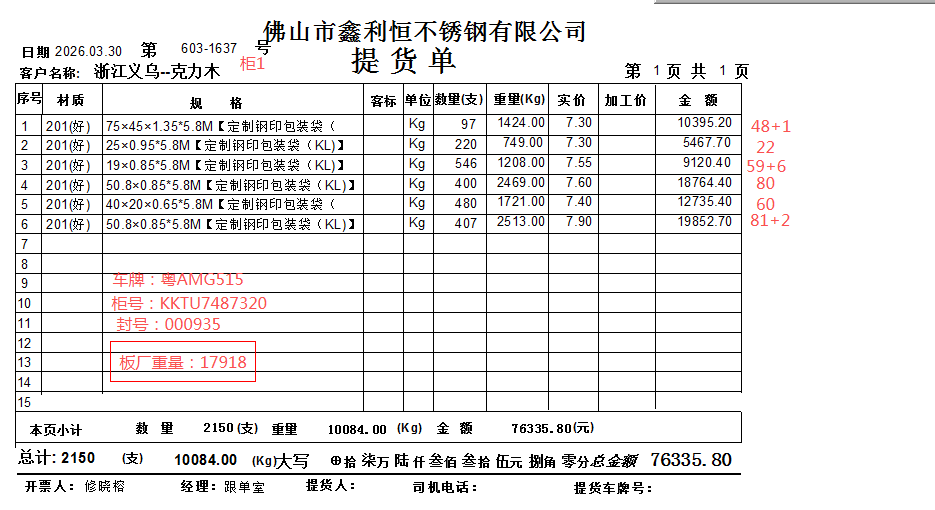 佛山市鑫利恒不锈钢有限公司
日期 2026.03.30 第 603-1637 号
提货单
客户名称: 浙江义乌--克力木 柜1
第 1 页 共 1 页
序号 材质 规 格 客标 单位 数量(支) 重量(Kg) 实价 加工价 金 额
1 201(好) 75×45×1.35*5.8M【定制钢印包装袋（ Kg 97 1424.00 7.30 10395.20 48+1
2 201(好) 25×0.95*5.8M【定制钢印包装袋（KL)】 Kg 220 749.00 7.30 5467.70 22
3 201(好) 19×0.85*5.8M【定制钢印包装袋（KL)】 Kg 546 1208.00 7.55 9120.40 59+6
4 201(好) 50.8×0.85*5.8M【定制钢印包装袋（KL)】 Kg 400 2469.00 7.60 18764.40 80
5 201(好) 40×20×0.65*5.8M【定制钢印包装袋（ Kg 480 1721.00 7.40 12735.40 60
6 201(好) 50.8×0.85*5.8M【定制钢印包装袋（KL)】 Kg 407 2513.00 7.90 19852.70 81+2
7
8
9 车牌：粤AMG515
10 柜号：KKTU7487320
11 封号：000935
12
13 板厂重量：17918
14
15
本页小计 数 量 2150(支) 重量 10084.00 (Kg) 金 额 76335.80(元)
总计: 2150 (支) 10084.00 (Kg)大写 ⊕拾 柒万 陆 仟 叁佰 叁拾 伍元 捌角 零分总金额 76335.80
开票人: 修晓榕 经理: 跟单室 提货人: 司机电话: 提货车牌号: